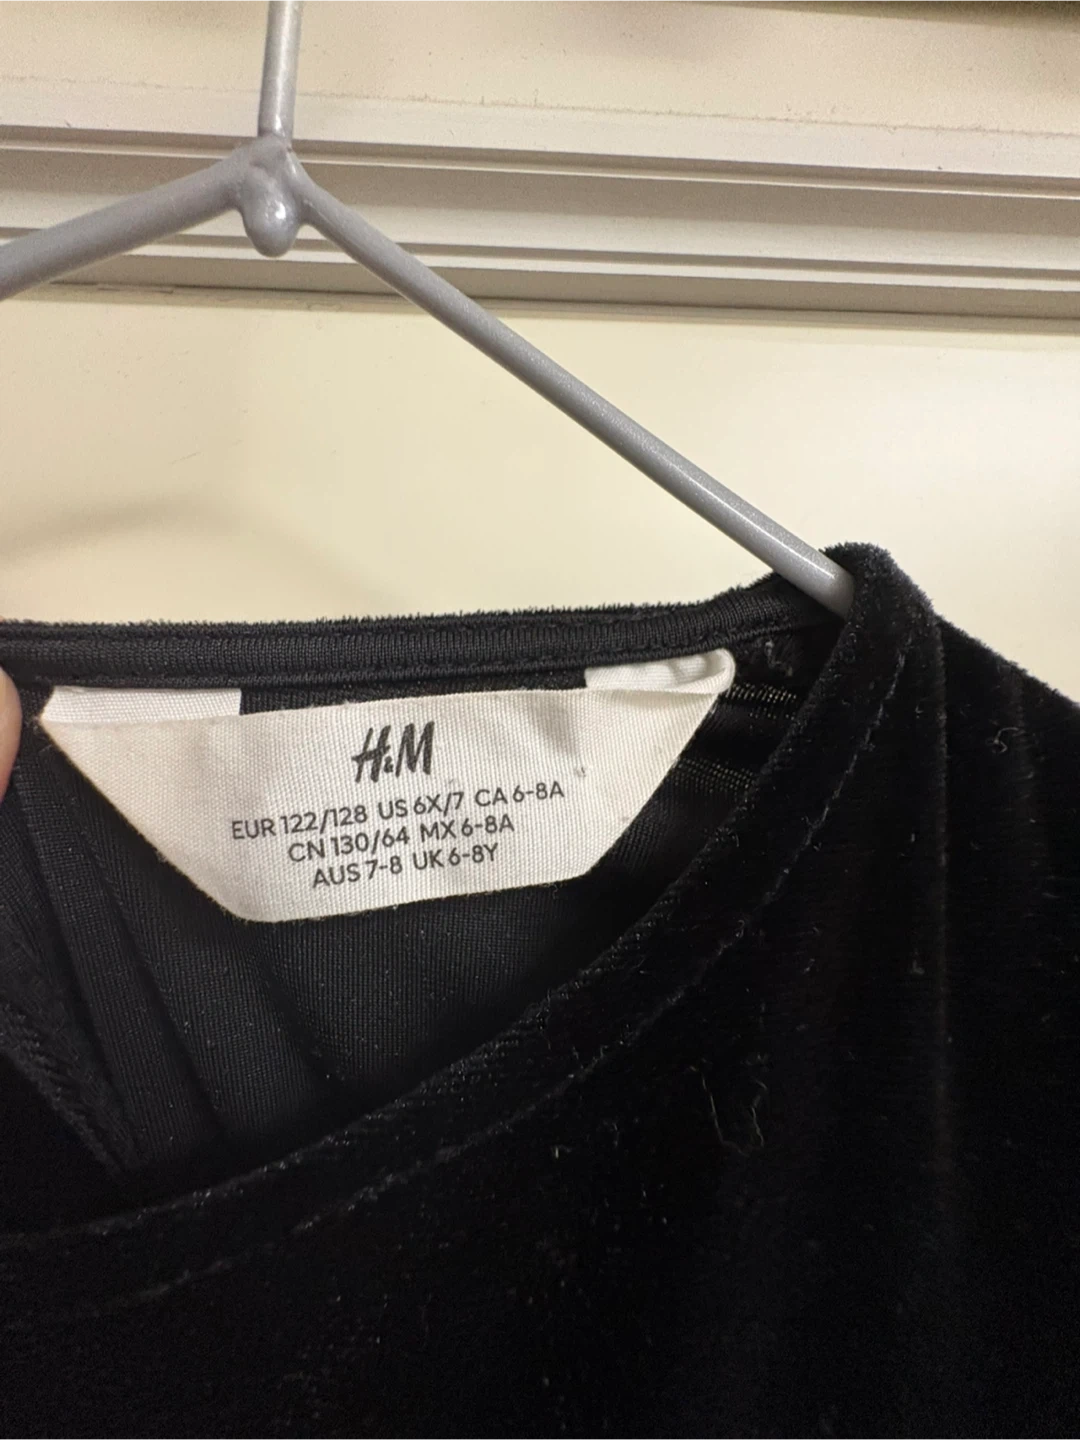 H&M
EUR 122/128 US 6X/7 CA 6-8A
CN 130/64 MX 6-8A
AUS 7-8 UK 6-8Y